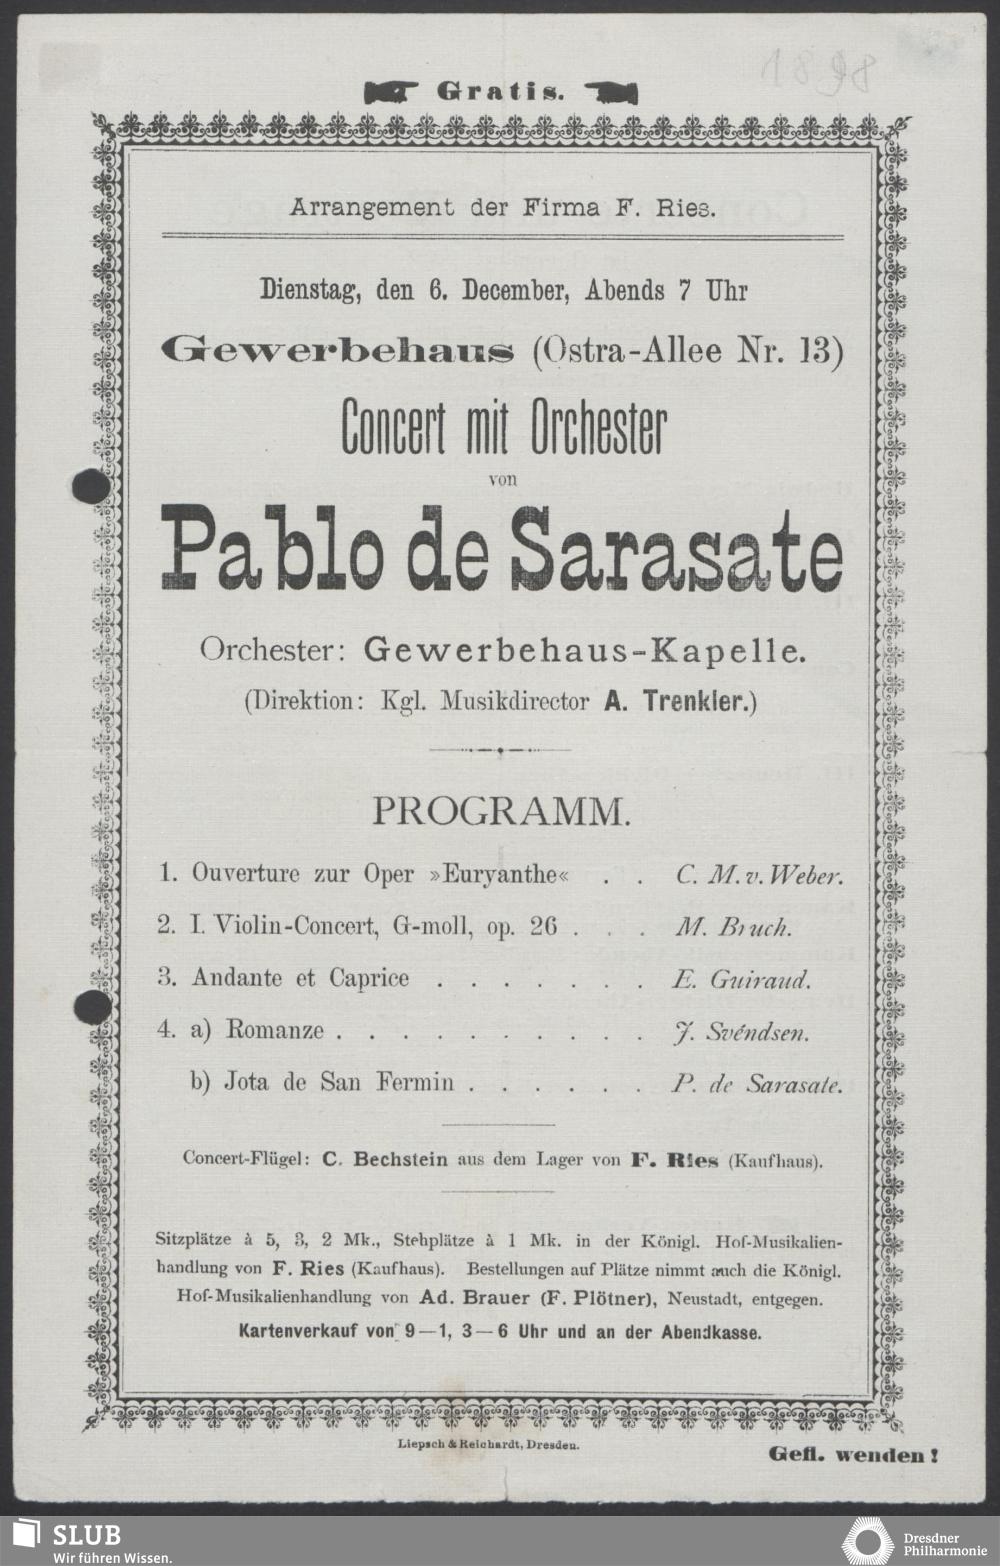 1898
Gratis.
Arrangement der Firma F. Ries.
Dienstag, den 6. December, Abends 7 Uhr
Gewerbehaus (Ostra-Allee Nr. 13)
Concert mit Orchester
von
Pablo de Sarasate
Orchester: Gewerbehaus-Kapelle.
(Direktion: Kgl. Musikdirector A. Trenkler.)
PROGRAMM.
1. Ouverture zur Oper »Euryanthe« . . C. M. v. Weber.
2. I. Violin-Concert, G-moll, op. 26 . . . M. Bruch.
3. Andante et Caprice . . . . . . . E. Guiraud.
4. a) Romanze . . . . . . . . . . J. Svéndsen.
b) Jota de San Fermin . . . . . . P. de Sarasate.
Concert-Flügel: C. Bechstein aus dem Lager von F. Ries (Kaufhaus).
Sitzplätze à 5, 3, 2 Mk., Stehplätze à 1 Mk. in der Königl. Hof-Musikalien-
handlung von F. Ries (Kaufhaus). Bestellungen auf Plätze nimmt auch die Königl.
Hof-Musikalienhandlung von Ad. Brauer (F. Plötner), Neustadt, entgegen.
Kartenverkauf von 9—1, 3—6 Uhr und an der Abendkasse.
Liepsch & Reichardt, Dresden.
Gefl. wenden!
SLUB
Wir führen Wissen.
Dresdner
Philharmonie